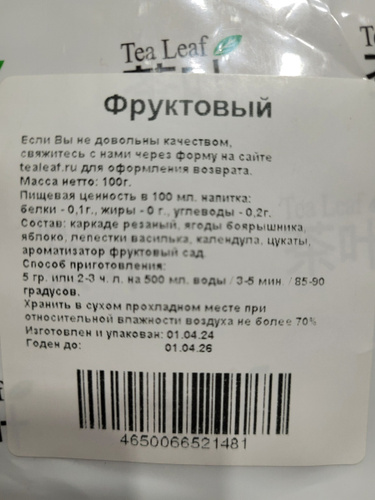 Tea Leaf
Фруктовый
Если Вы не довольны качеством,
свяжитесь с нами через форму на сайте
tealeaf.ru для оформления возврата.
Масса нетто: 100г.
Пищевая ценность в 100 мл. напитка:
белки - 0,1г., жиры - 0 г., углеводы - 0,2г.
Состав: каркаде резаный, ягоды боярышника,
яблоко, лепестки василька, календула, цукаты,
ароматизатор фруктовый сад.
Способ приготовления:
5 гр. или 2-3 ч. л. на 500 мл. воды / 3-5 мин. / 85-90
градусов.
Хранить в сухом прохладном месте при
относительной влажности воздуха не более 70%
Изготовлен и упакован: 01.04.24
Годен до: 01.04.26
4650066521481